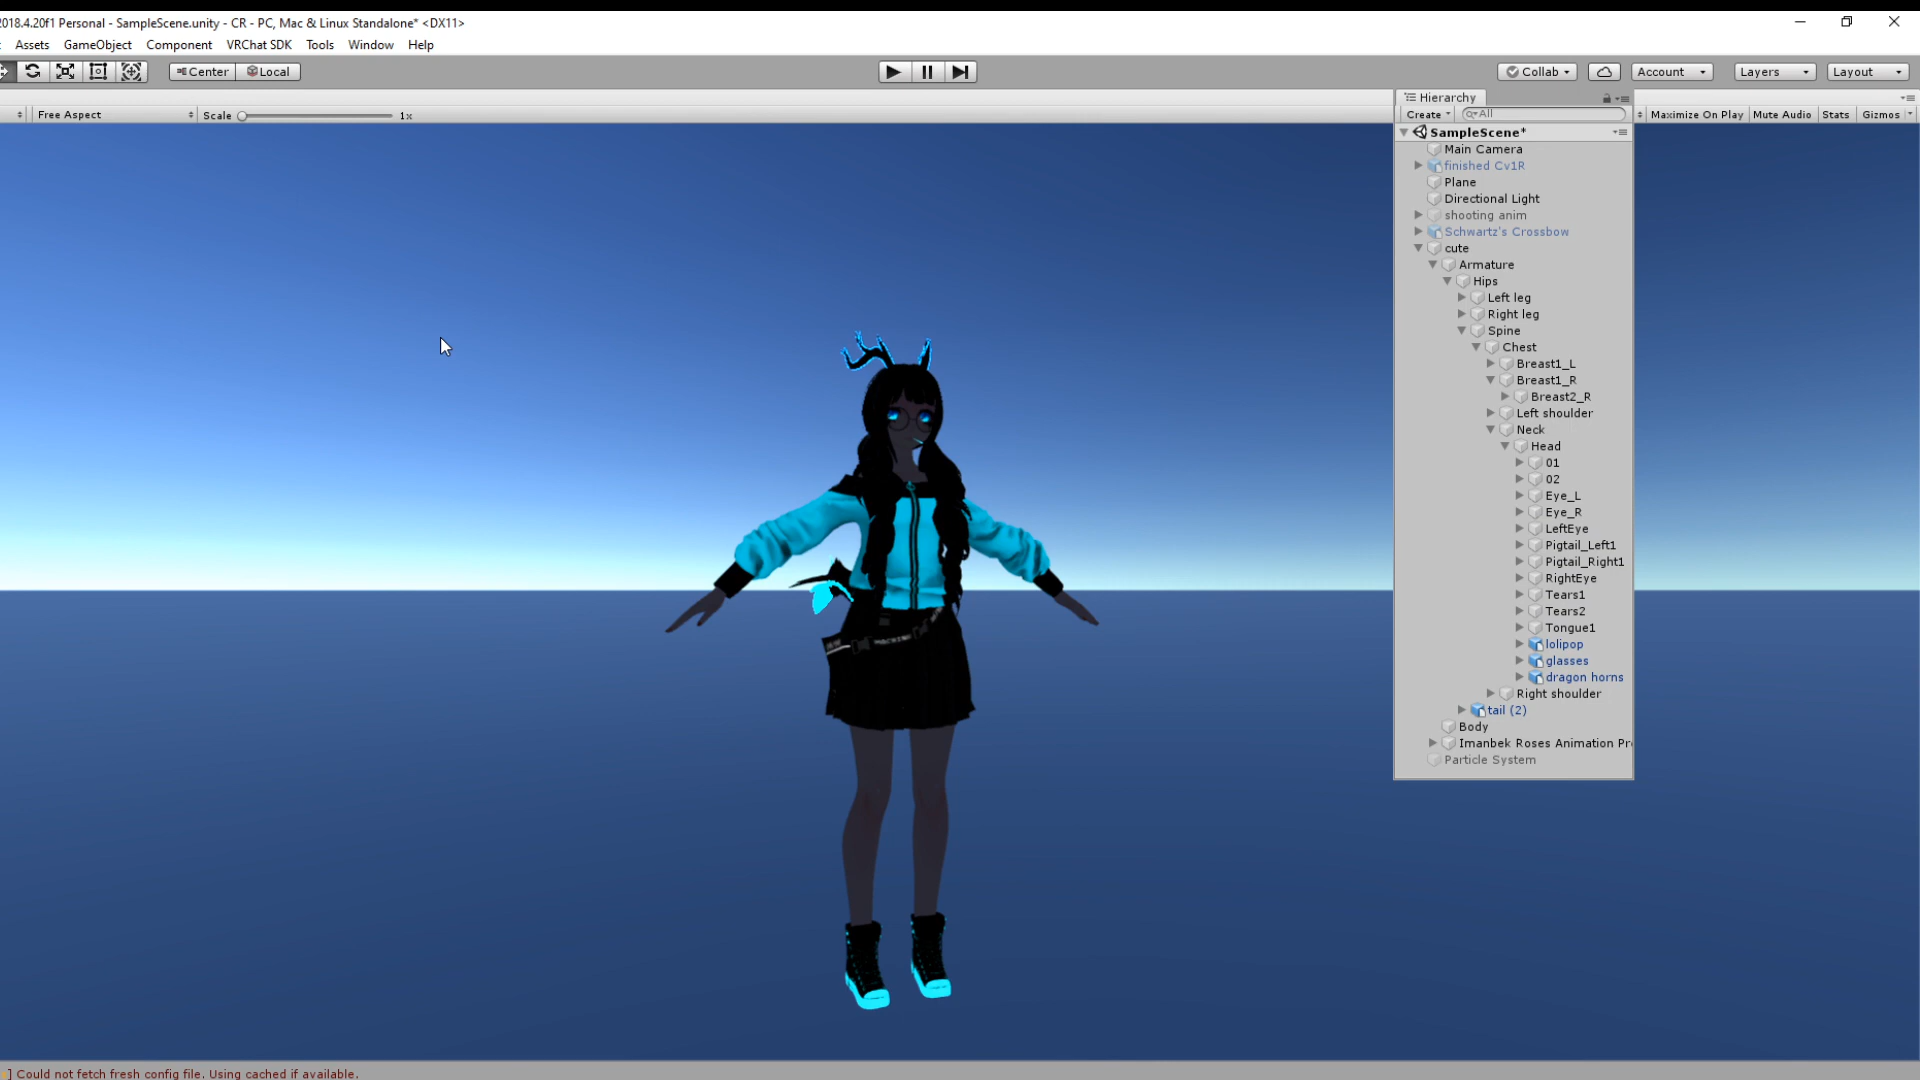 2018.4.20f1 Personal - SampleScene.unity - CR - PC, Mac & Linux Standalone* <DX11>
Assets GameObject Component VRChat SDK Tools Window Help
Center Local Collab Account Layers Layout
Hierarchy
Free Aspect Scale 1x Create All Maximize On Play Mute Audio Stats Gizmos
SampleScene*
Main Camera
finished Cv1R
Plane
Directional Light
shooting anim
Schwartz's Crossbow
cute
Armature
Hips
Left leg
Right leg
Spine
Chest
Breast1_L
Breast1_R
Breast2_R
Left shoulder
Neck
Head
01
02
Eye_L
Eye_R
LeftEye
Pigtail_Left1
Pigtail_Right1
RightEye
Tears1
Tears2
Tongue1
lolipop
glasses
dragon horns
Right shoulder
tail (2)
Body
Imanbek Roses Animation Pr
Particle System
] Could not fetch fresh config file. Using cached if available.